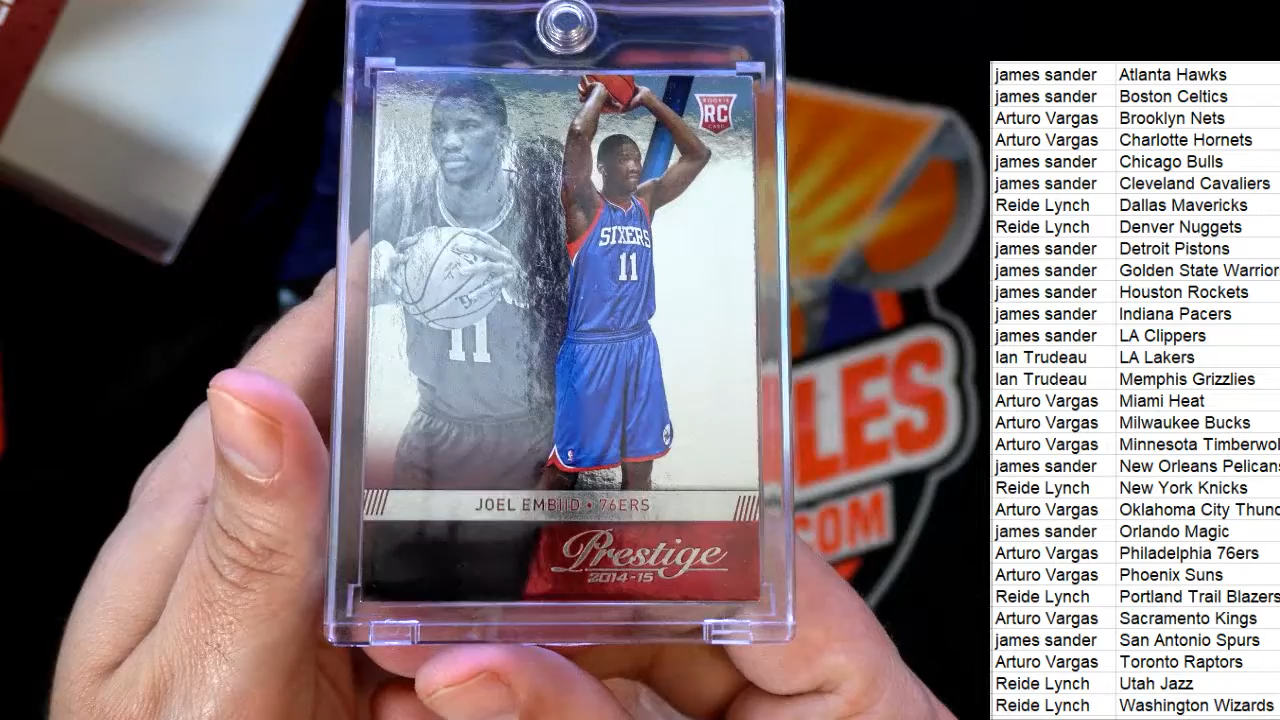 ROOKIE
RC
CARD
SIXERS
11
11
JOEL EMBIID • 76ERS
Prestige
2014-15
LES
.COM
james sander Atlanta Hawks
james sander Boston Celtics
Arturo Vargas Brooklyn Nets
Arturo Vargas Charlotte Hornets
james sander Chicago Bulls
james sander Cleveland Cavaliers
Reide Lynch Dallas Mavericks
Reide Lynch Denver Nuggets
james sander Detroit Pistons
james sander Golden State Warrior
james sander Houston Rockets
james sander Indiana Pacers
james sander LA Clippers
Ian Trudeau LA Lakers
Ian Trudeau Memphis Grizzlies
Arturo Vargas Miami Heat
Arturo Vargas Milwaukee Bucks
Arturo Vargas Minnesota Timberwol
james sander New Orleans Pelicans
Reide Lynch New York Knicks
Arturo Vargas Oklahoma City Thund
james sander Orlando Magic
Arturo Vargas Philadelphia 76ers
Arturo Vargas Phoenix Suns
Reide Lynch Portland Trail Blazers
Arturo Vargas Sacramento Kings
james sander San Antonio Spurs
Arturo Vargas Toronto Raptors
Reide Lynch Utah Jazz
Reide Lynch Washington Wizards